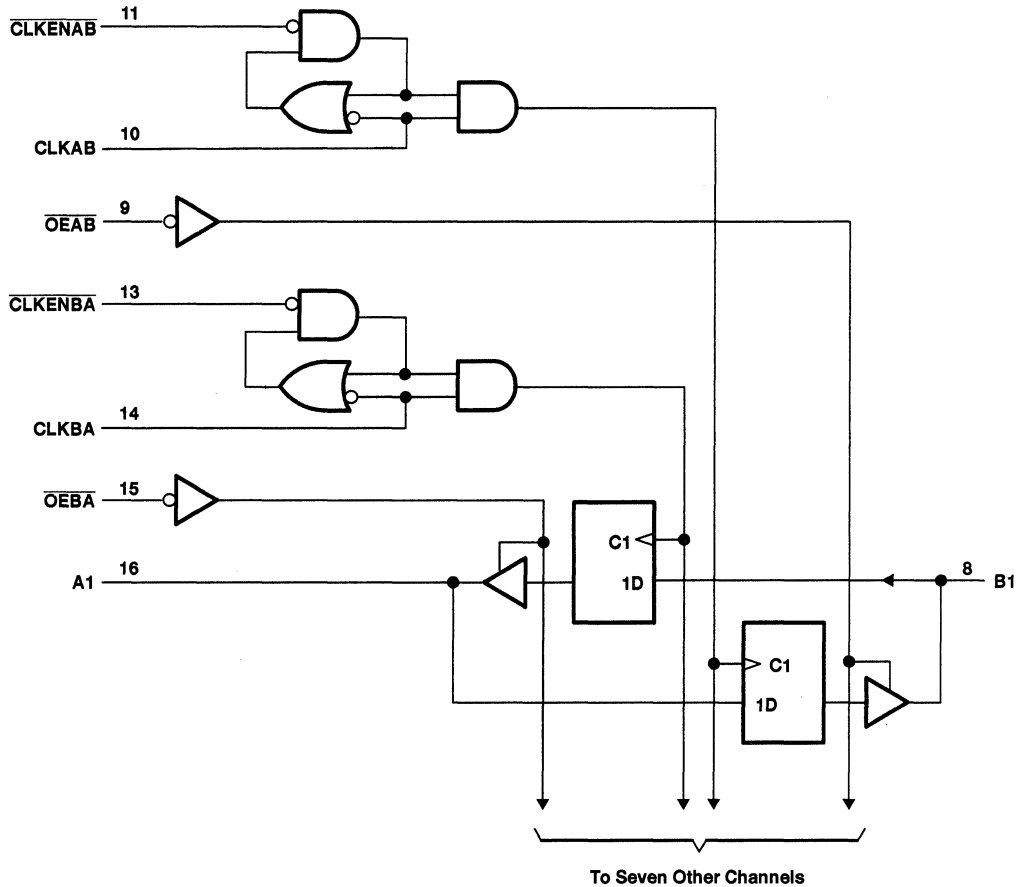 CLKENAB 11
CLKAB 10
OEAB 9
CLKENBA 13
CLKBA 14
OEBA 15
C1
A1 16
1D
8 B1
C1
1D
To Seven Other Channels